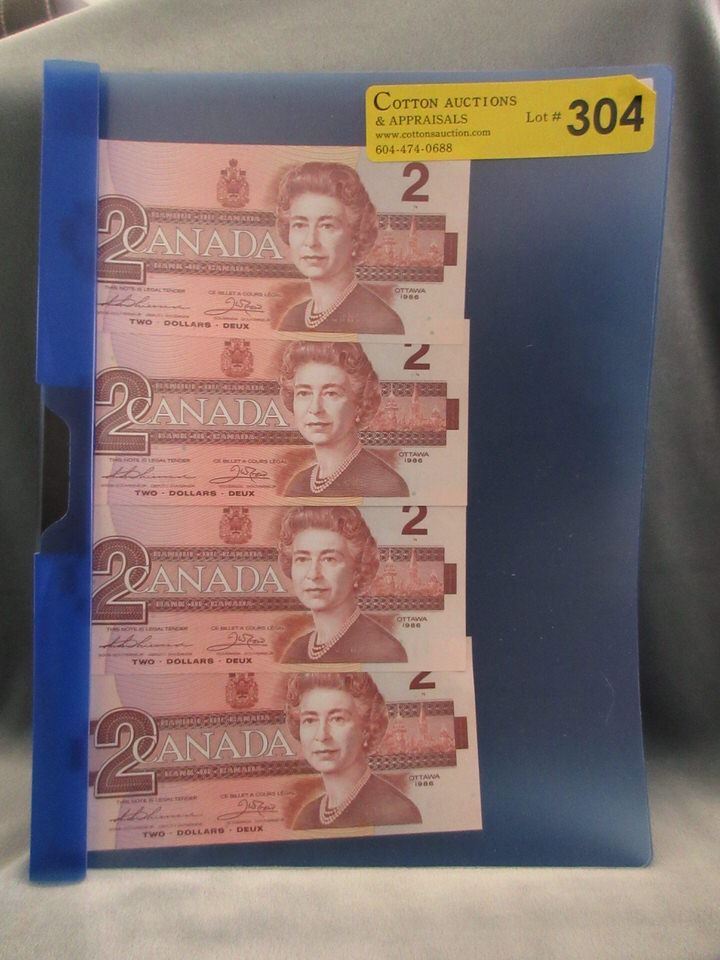 COTTON AUCTIONS
& APPRAISALS
www.cottonsauction.com
604-474-0688
Lot # 304
2
BANQUE · DU · CANADA
2 CANADA
BANK · OF · CANADA
THIS NOTE IS LEGAL TENDER
CE BILLET A COURS LÉGAL
OTTAWA
1986
TWO · DOLLARS · DEUX
2
BANQUE · DU · CANADA
2 CANADA
BANK · OF · CANADA
THIS NOTE IS LEGAL TENDER
CE BILLET A COURS LÉGAL
OTTAWA
1986
TWO · DOLLARS · DEUX
2
BANQUE · DU · CANADA
2 CANADA
BANK · OF · CANADA
THIS NOTE IS LEGAL TENDER
CE BILLET A COURS LÉGAL
OTTAWA
1986
TWO · DOLLARS · DEUX
2
BANQUE · DU · CANADA
2 CANADA
BANK · OF · CANADA
THIS NOTE IS LEGAL TENDER
CE BILLET A COURS LÉGAL
OTTAWA
1986
TWO · DOLLARS · DEUX